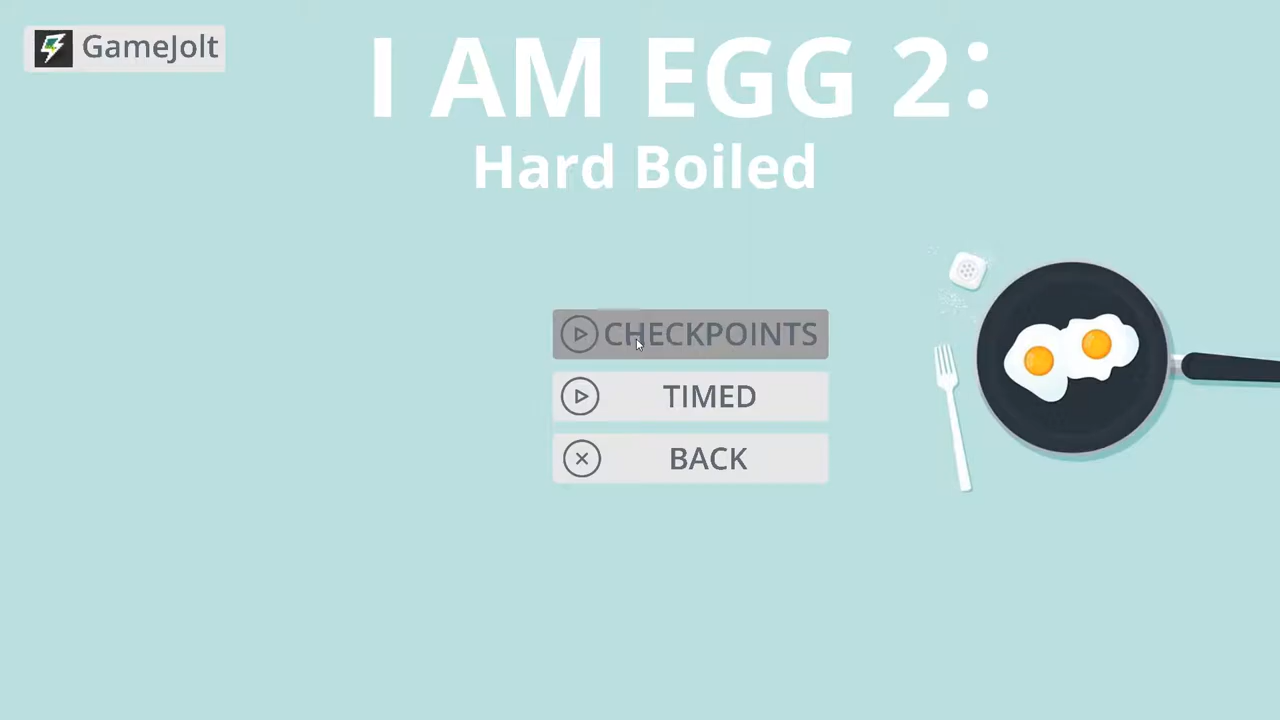 GameJolt
I AM EGG 2:
Hard Boiled
CHECKPOINTS
TIMED
BACK